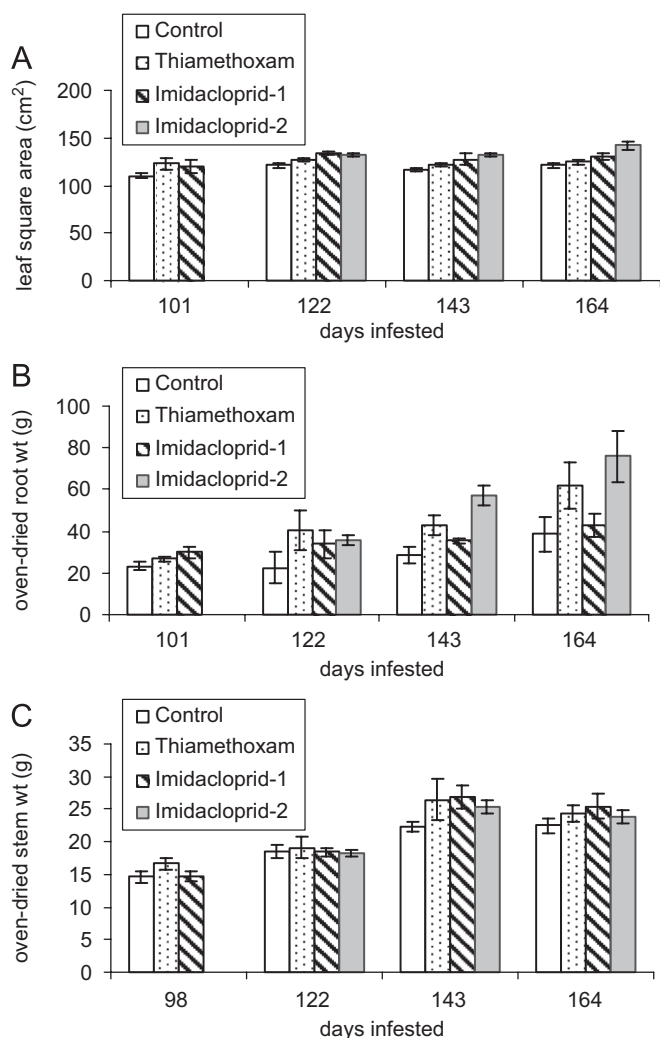 A
Control
Thiamethoxam
Imidacloprid-1
Imidacloprid-2
leaf square area (cm²)
200
150
100
50
0
101 122 143 164
days infested
B
Control
Thiamethoxam
Imidacloprid-1
Imidacloprid-2
oven-dried root wt (g)
100
80
60
40
20
0
101 122 143 164
days infested
C
Control
Thiamethoxam
Imidacloprid-1
Imidacloprid-2
oven-dried stem wt (g)
35
30
25
20
15
10
5
0
98 122 143 164
days infested